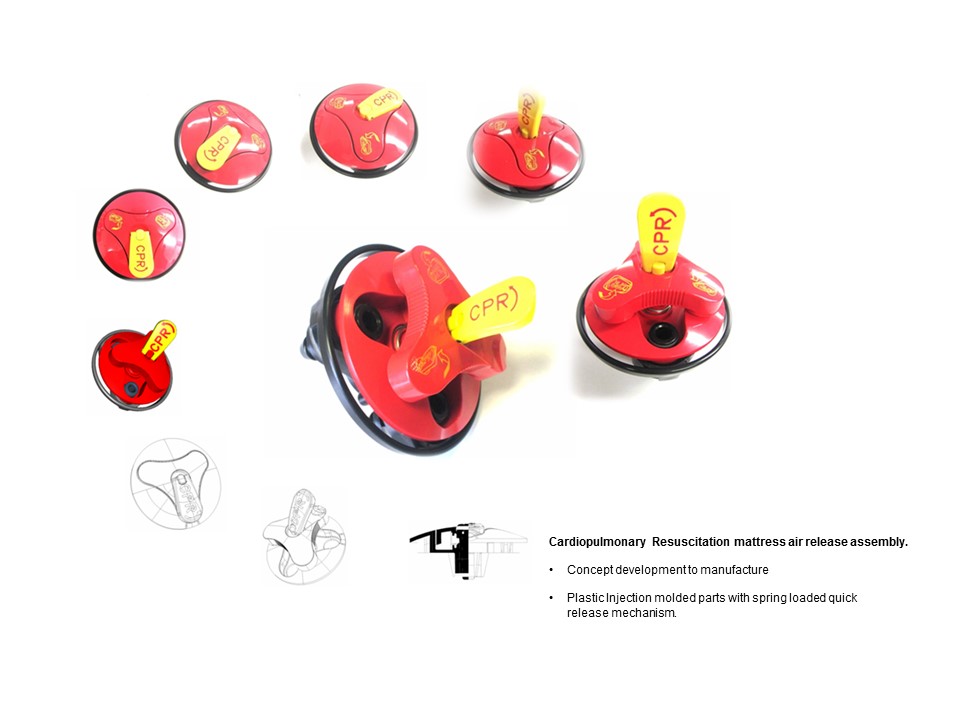 CPR
CPR
CPR
CPR
CPR
CPR
CPR
Cardiopulmonary Resuscitation mattress air release assembly.
• Concept development to manufacture
• Plastic Injection molded parts with spring loaded quick
release mechanism.